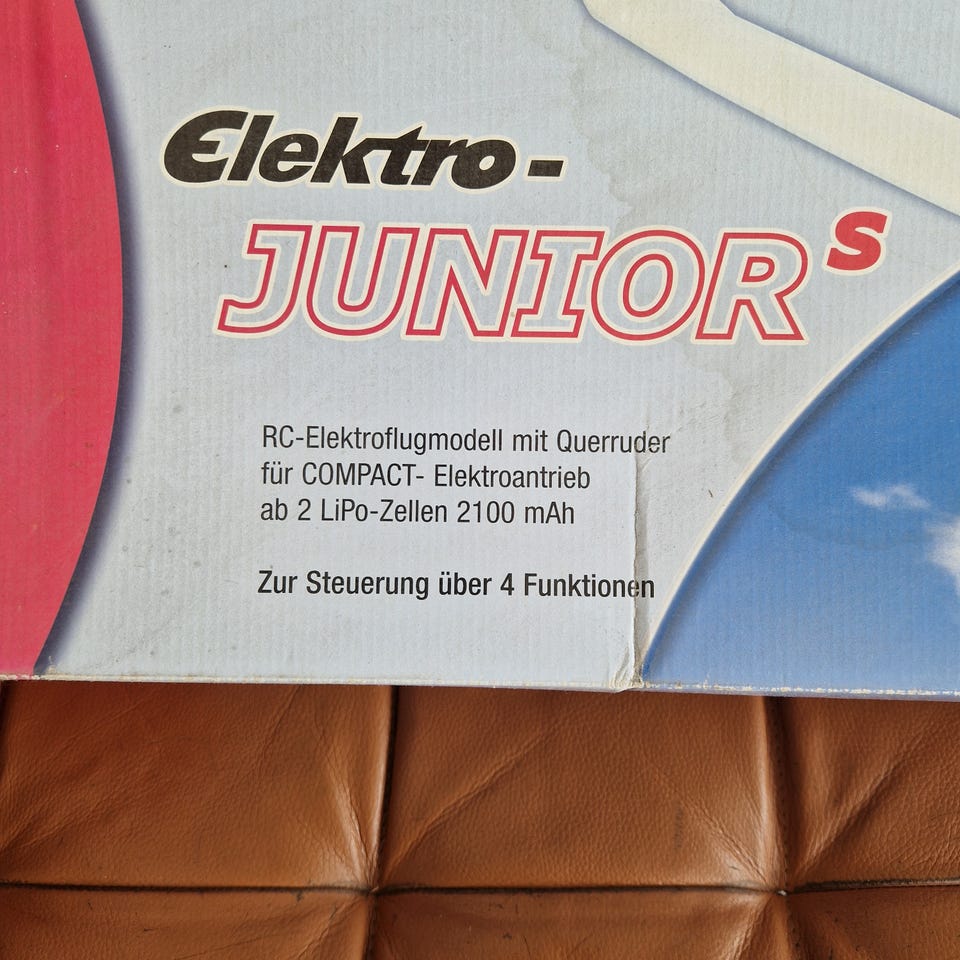 Elektro-
JUNIOR S
RC-Elektroflugmodell mit Querruder
für COMPACT- Elektroantrieb
ab 2 LiPo-Zellen 2100 mAh
Zur Steuerung über 4 Funktionen